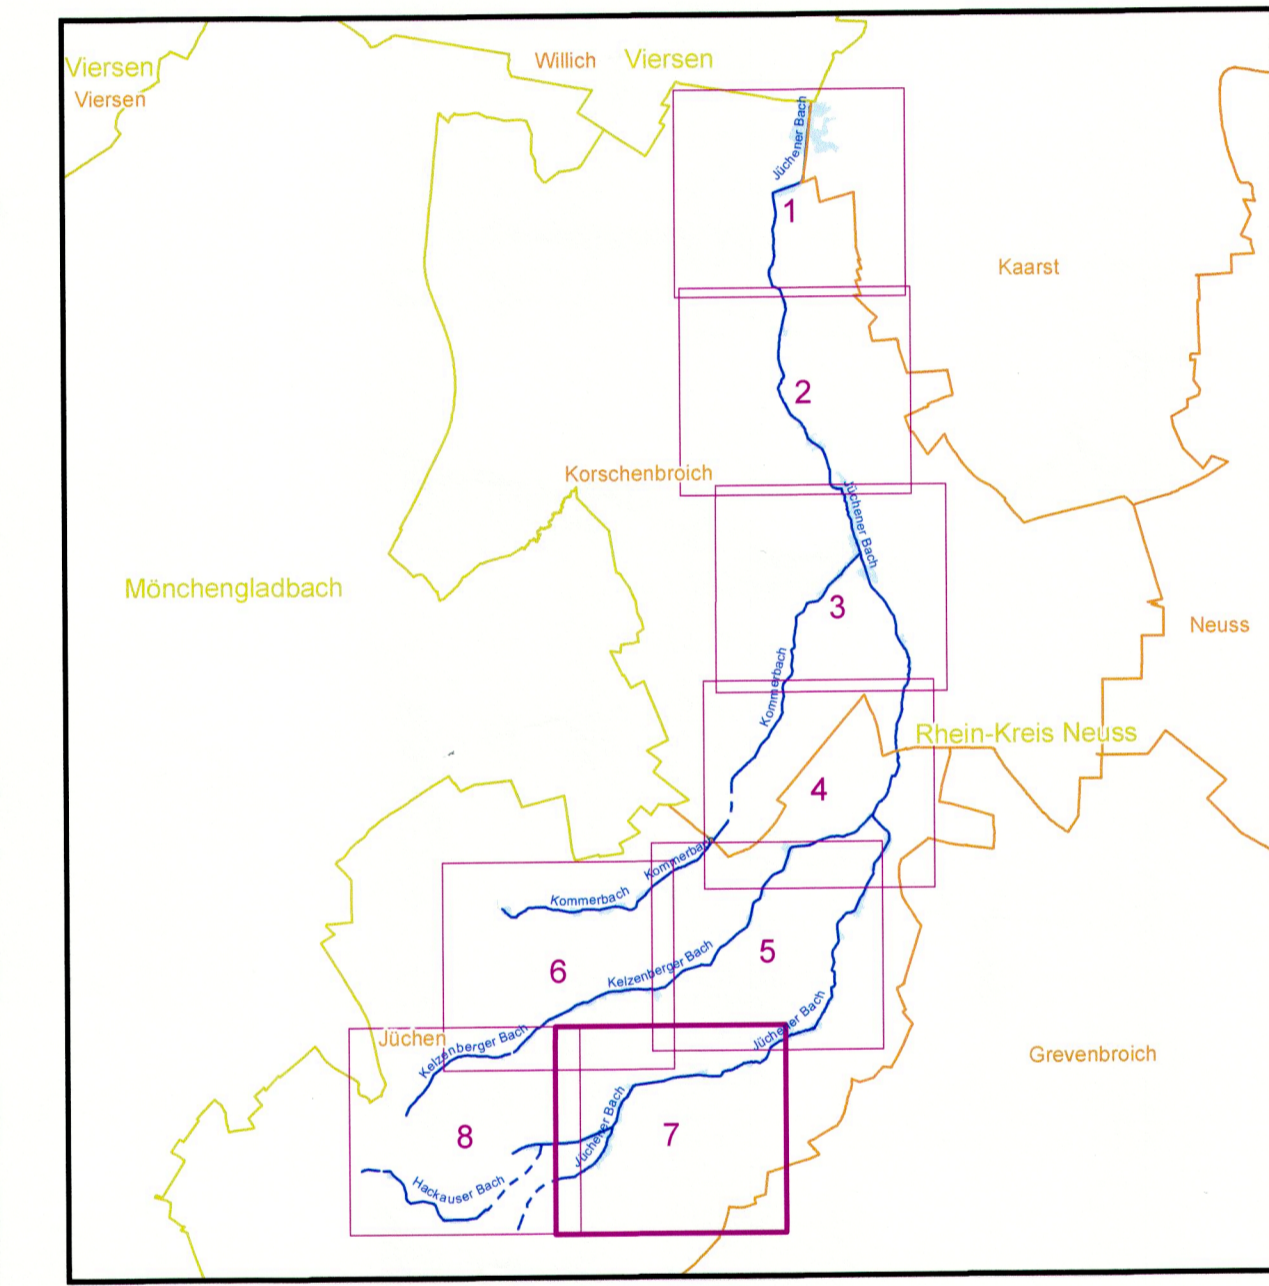 Willich
Viersen
Viersen
Viersen
Jüchener Bach
1
Kaarst
2
Korschenbroich
Jüchener Bach
Mönchengladbach
3
Neuss
Kommerbach
Rhein-Kreis Neuss
4
Kommerbach
Kommerbach
5
Kelzenberger Bach
6
Jüchener Bach
Jüchen
Kelzenberger Bach
Grevenbroich
Jüchener Bach
7
8
Hackauser Bach